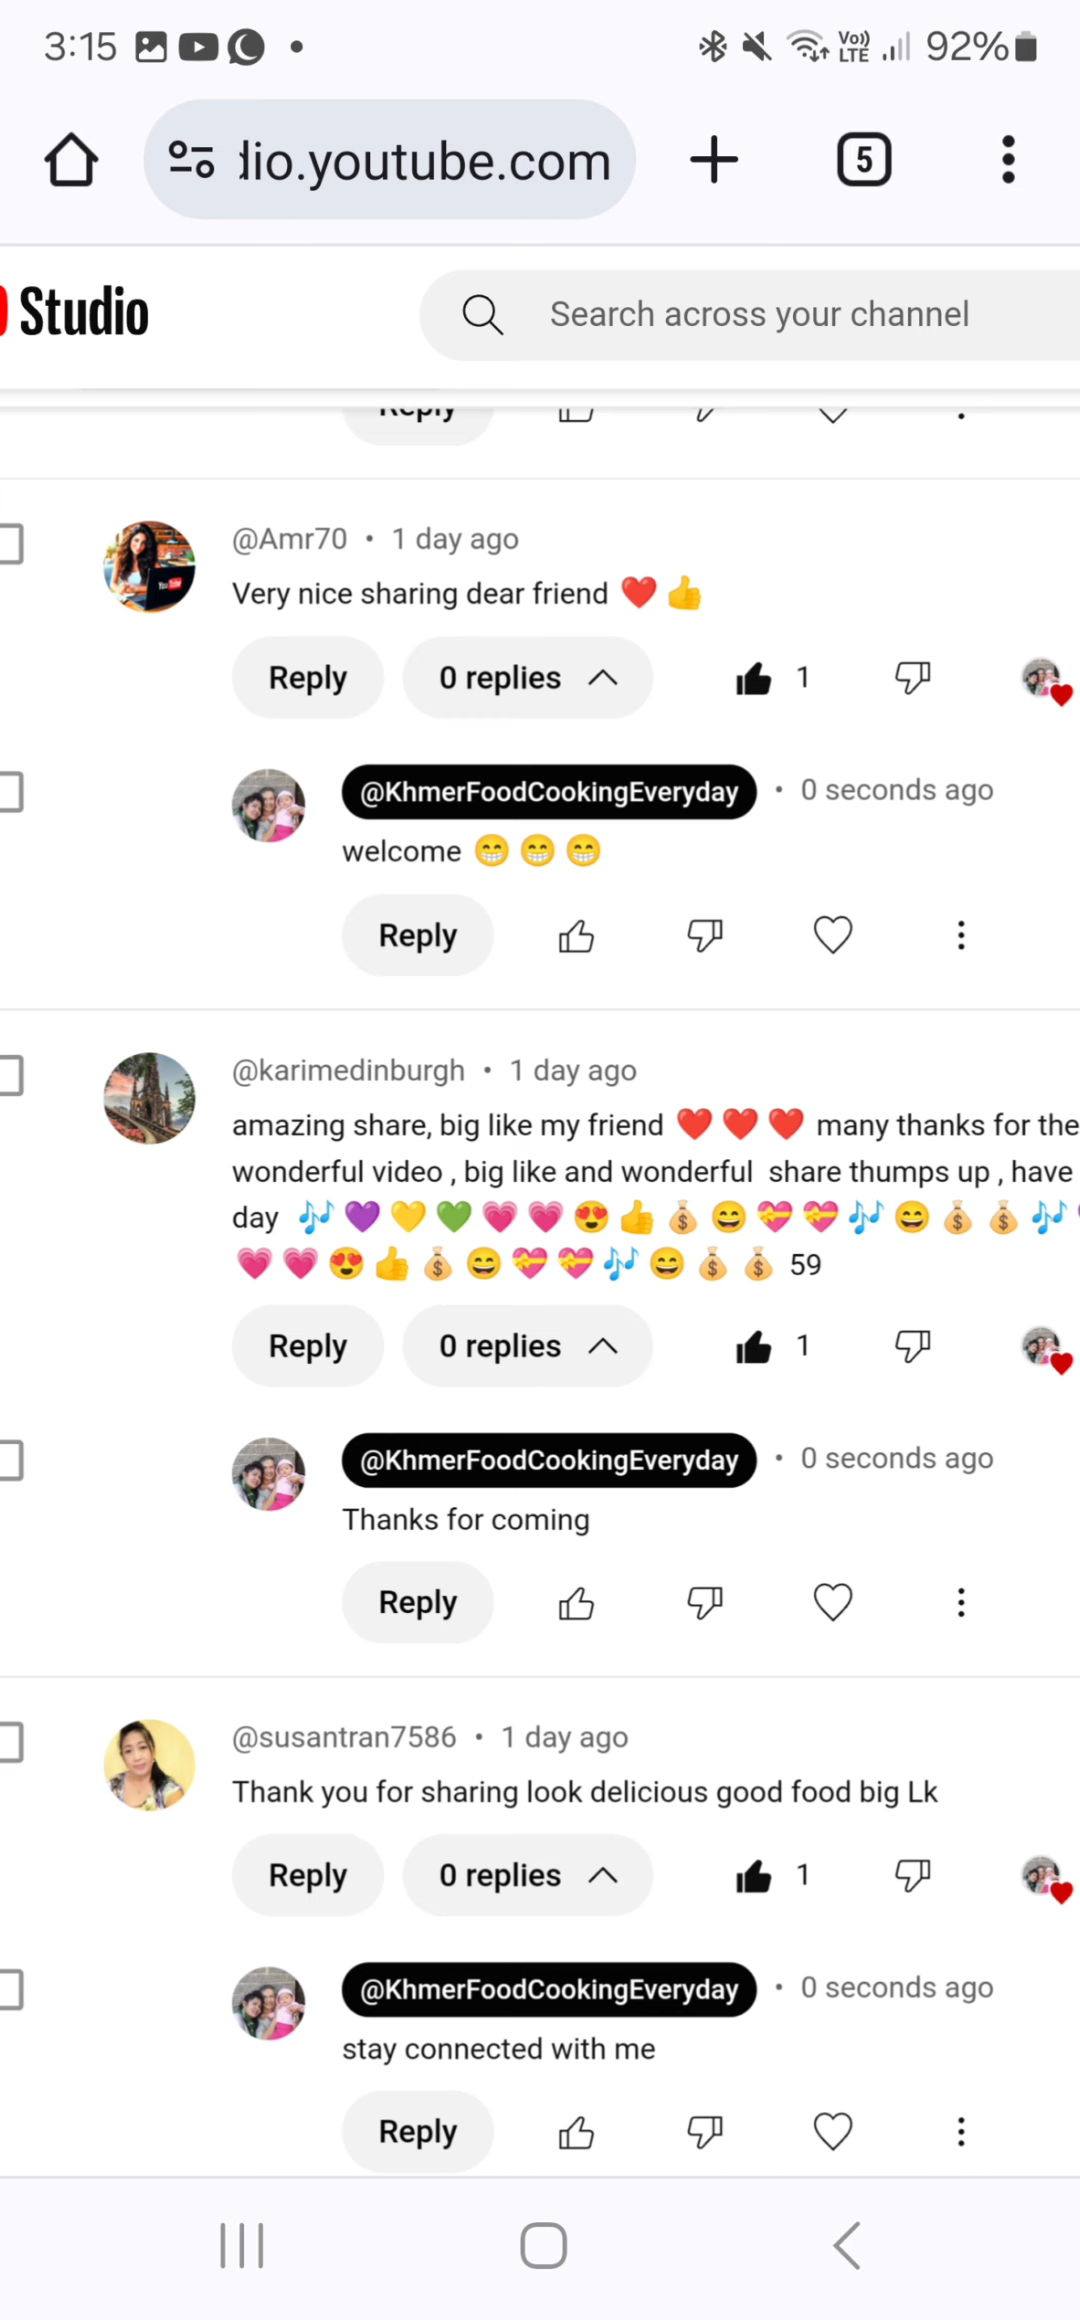 3:15 Vo)) LTE 92%
lio.youtube.com 5
Studio Search across your channel
Reply
@Amr70 • 1 day ago
Very nice sharing dear friend ❤️ 👍
Reply 0 replies 1
@KhmerFoodCookingEveryday • 0 seconds ago
welcome 😁 😁 😁
Reply
@karimedinburgh • 1 day ago
amazing share, big like my friend ❤️ ❤️ ❤️ many thanks for the
wonderful video , big like and wonderful share thumps up , have
day 🎶 💜 💛 💚 💗 💗 😍 👍 💰 😄 💝 💝 🎶 😄 💰 💰 🎶
💗 💗 😍 👍 💰 😄 💝 💝 🎶 😄 💰 💰 59
Reply 0 replies 1
@KhmerFoodCookingEveryday • 0 seconds ago
Thanks for coming
Reply
@susantran7586 • 1 day ago
Thank you for sharing look delicious good food big Lk
Reply 0 replies 1
@KhmerFoodCookingEveryday • 0 seconds ago
stay connected with me
Reply